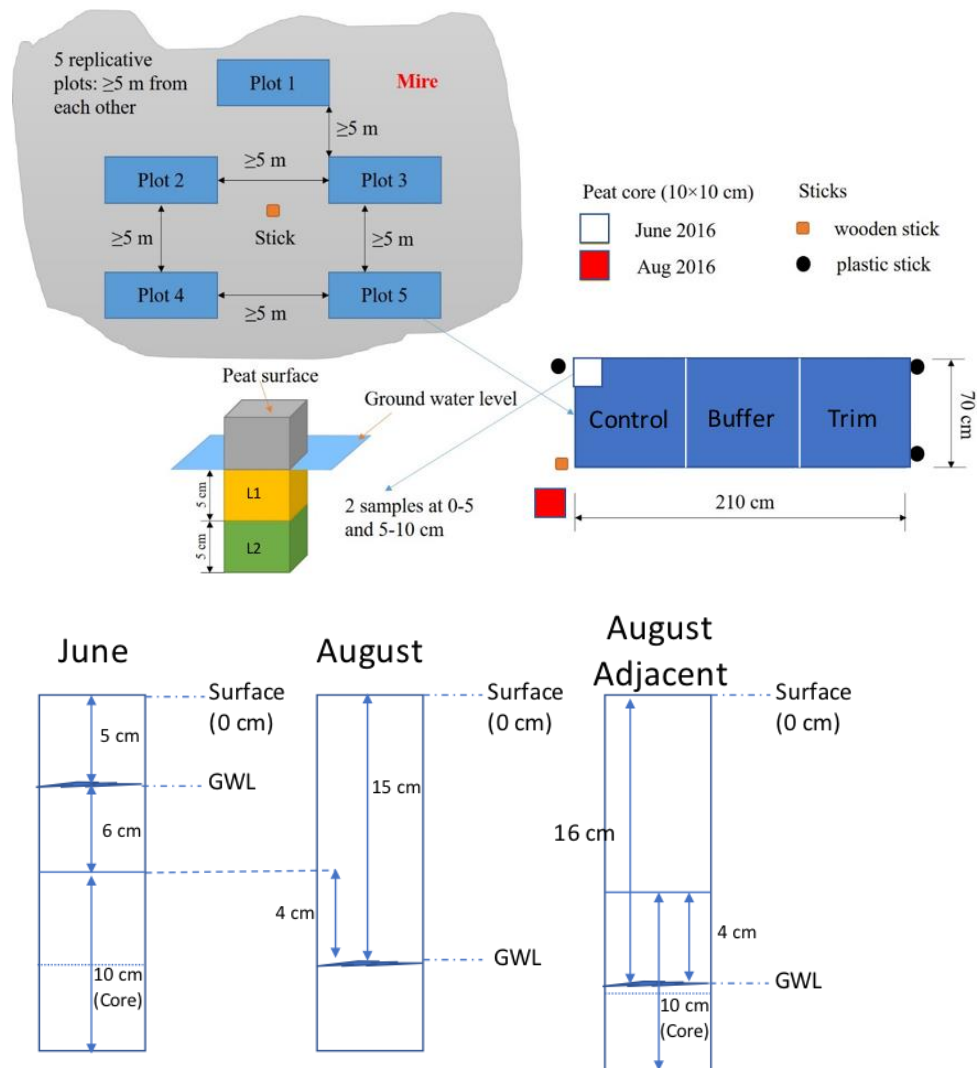 5 replicative
plots: ≥5 m from
each other
Plot 1
Mire
≥5 m
Plot 2
≥5 m
Plot 3
Stick
≥5 m
≥5 m
Plot 4
≥5 m
Plot 5
Peat core (10×10 cm)
June 2016
Aug 2016
Sticks
wooden stick
plastic stick
Peat surface
Ground water level
5 cm
L1
5 cm
L2
2 samples at 0-5
and 5-10 cm
Control
Buffer
Trim
70 cm
210 cm
June
Surface
(0 cm)
5 cm
GWL
6 cm
10 cm
(Core)
August
Surface
(0 cm)
15 cm
4 cm
GWL
August
Adjacent
Surface
(0 cm)
16 cm
4 cm
GWL
10 cm
(Core)